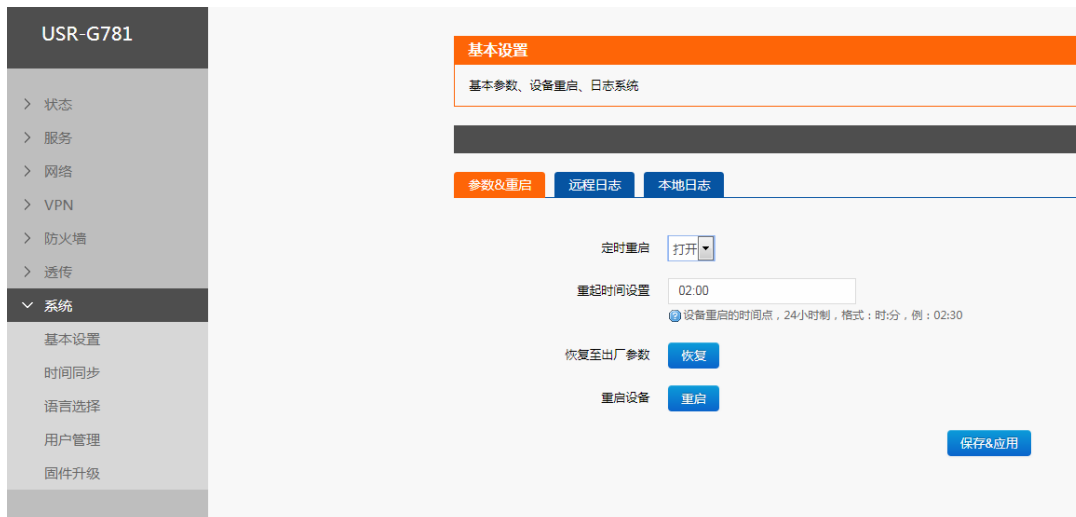 USR-G781
状态
服务
网络
VPN
防火墙
透传
系统
基本设置
时间同步
语言选择
用户管理
固件升级
基本设置
基本参数、设备重启、日志系统
参数&重启 远程日志 本地日志
定时重启 打开
重起时间设置 02:00
设备重启的时间点，24小时制，格式：时:分，例：02:30
恢复至出厂参数 恢复
重启设备 重启
保存&应用